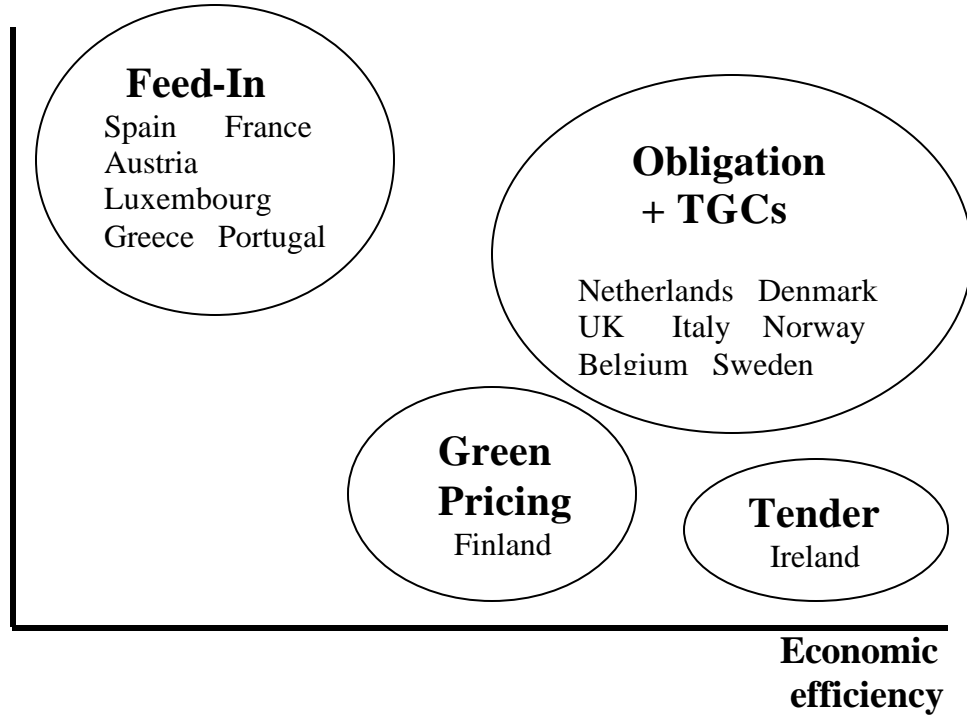 Feed-In
Spain France
Austria
Luxembourg
Greece Portugal
Obligation
+ TGCs
Netherlands Denmark
UK Italy Norway
Belgium Sweden
Green
Pricing
Finland
Tender
Ireland
Economic
efficiency